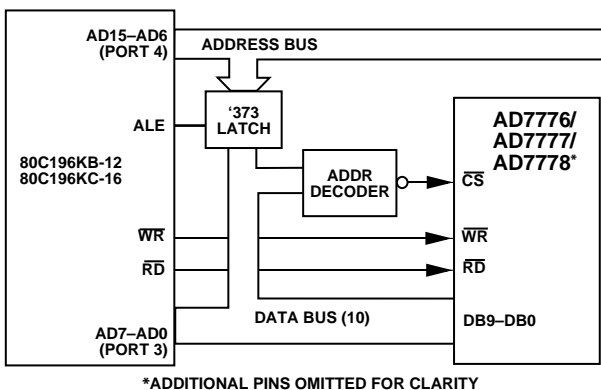 AD15–AD6
(PORT 4)
ADDRESS BUS
ALE
'373
LATCH
80C196KB-12
80C196KC-16
ADDR
DECODER
AD7776/
AD7777/
AD7778*
CS
WR
RD
WR
RD
DATA BUS (10)
DB9–DB0
AD7–AD0
(PORT 3)
*ADDITIONAL PINS OMITTED FOR CLARITY